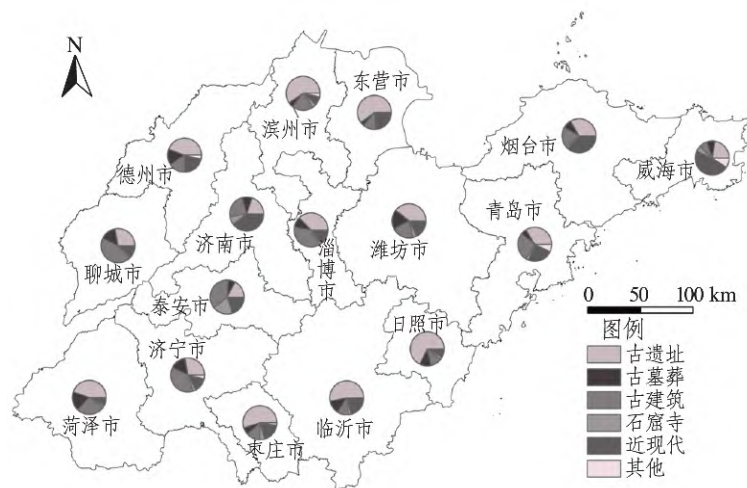 N
东营市
滨州市
烟台市
威海市
德州市
青岛市
济南市
淄博市
潍坊市
聊城市
泰安市
日照市
济宁市
菏泽市
枣庄市
临沂市
0 50 100 km
图例
古遗址
古墓葬
古建筑
石窟寺
近现代
其他